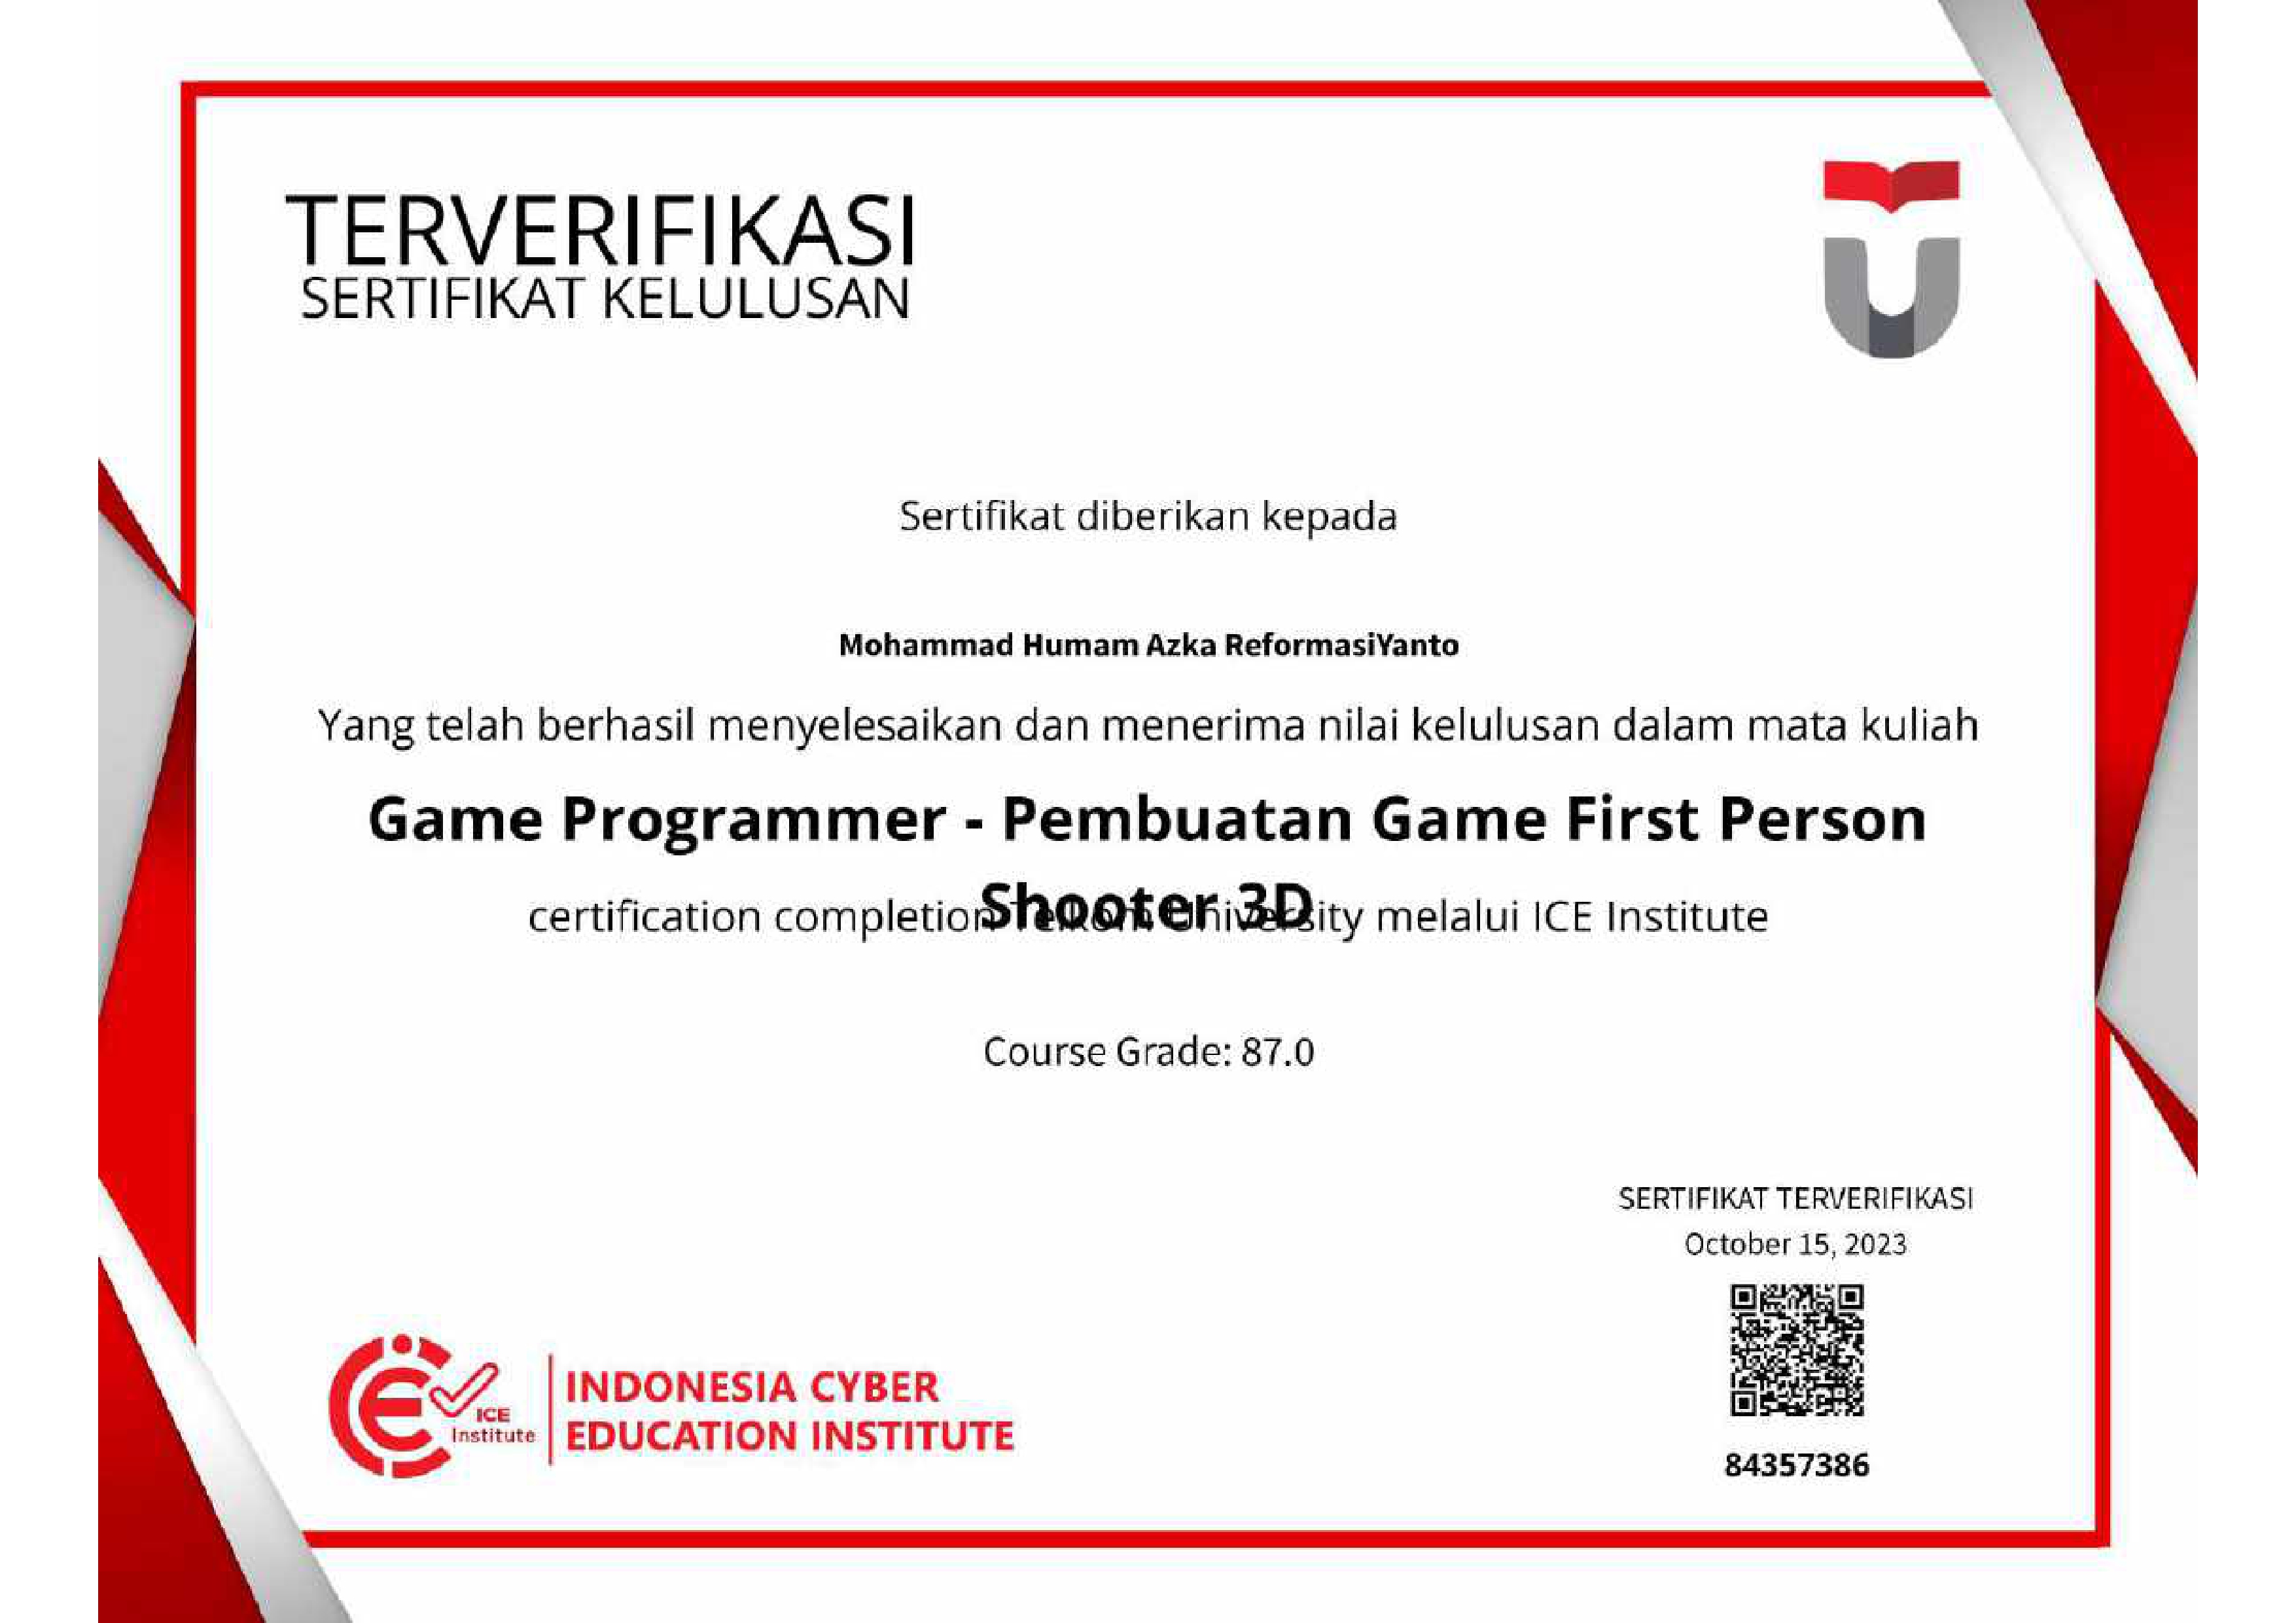 TERVERIFIKASI
SERTIFIKAT KELULUSAN
Sertifikat diberikan kepada
Mohammad Humam Azka ReformasiYanto
Yang telah berhasil menyelesaikan dan menerima nilai kelulusan dalam mata kuliah
Game Programmer - Pembuatan Game First Person
Shooter 3D
certification completion Telkom University melalui ICE Institute
Course Grade: 87.0
SERTIFIKAT TERVERIFIKASI
October 15, 2023
84357386
ICE
Institute
INDONESIA CYBER
EDUCATION INSTITUTE